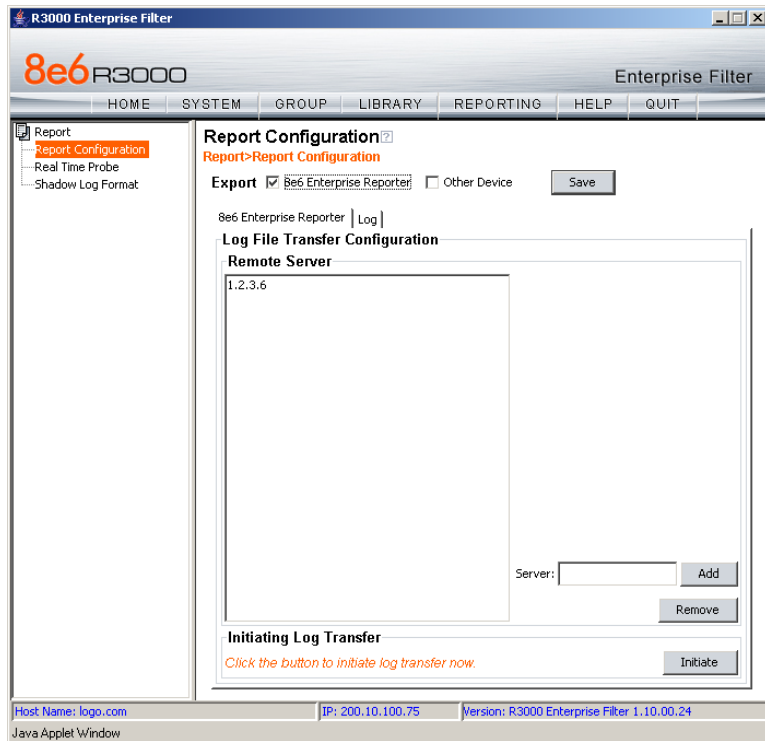 R3000 Enterprise Filter
8e6 R3000
Enterprise Filter
HOME SYSTEM GROUP LIBRARY REPORTING HELP QUIT
Report
Report Configuration
Real Time Probe
Shadow Log Format
Report Configuration?
Report>Report Configuration
Export 8e6 Enterprise Reporter Other Device Save
8e6 Enterprise Reporter Log
Log File Transfer Configuration
Remote Server
1.2.3.6
Server: Add
Remove
Initiating Log Transfer
Click the button to initiate log transfer now. Initiate
Host Name: logo.com IP: 200.10.100.75 Version: R3000 Enterprise Filter 1.10.00.24
Java Applet Window